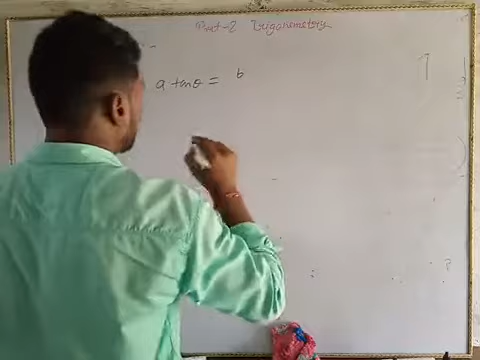 Part-2 Trigonometry
a tanθ = b